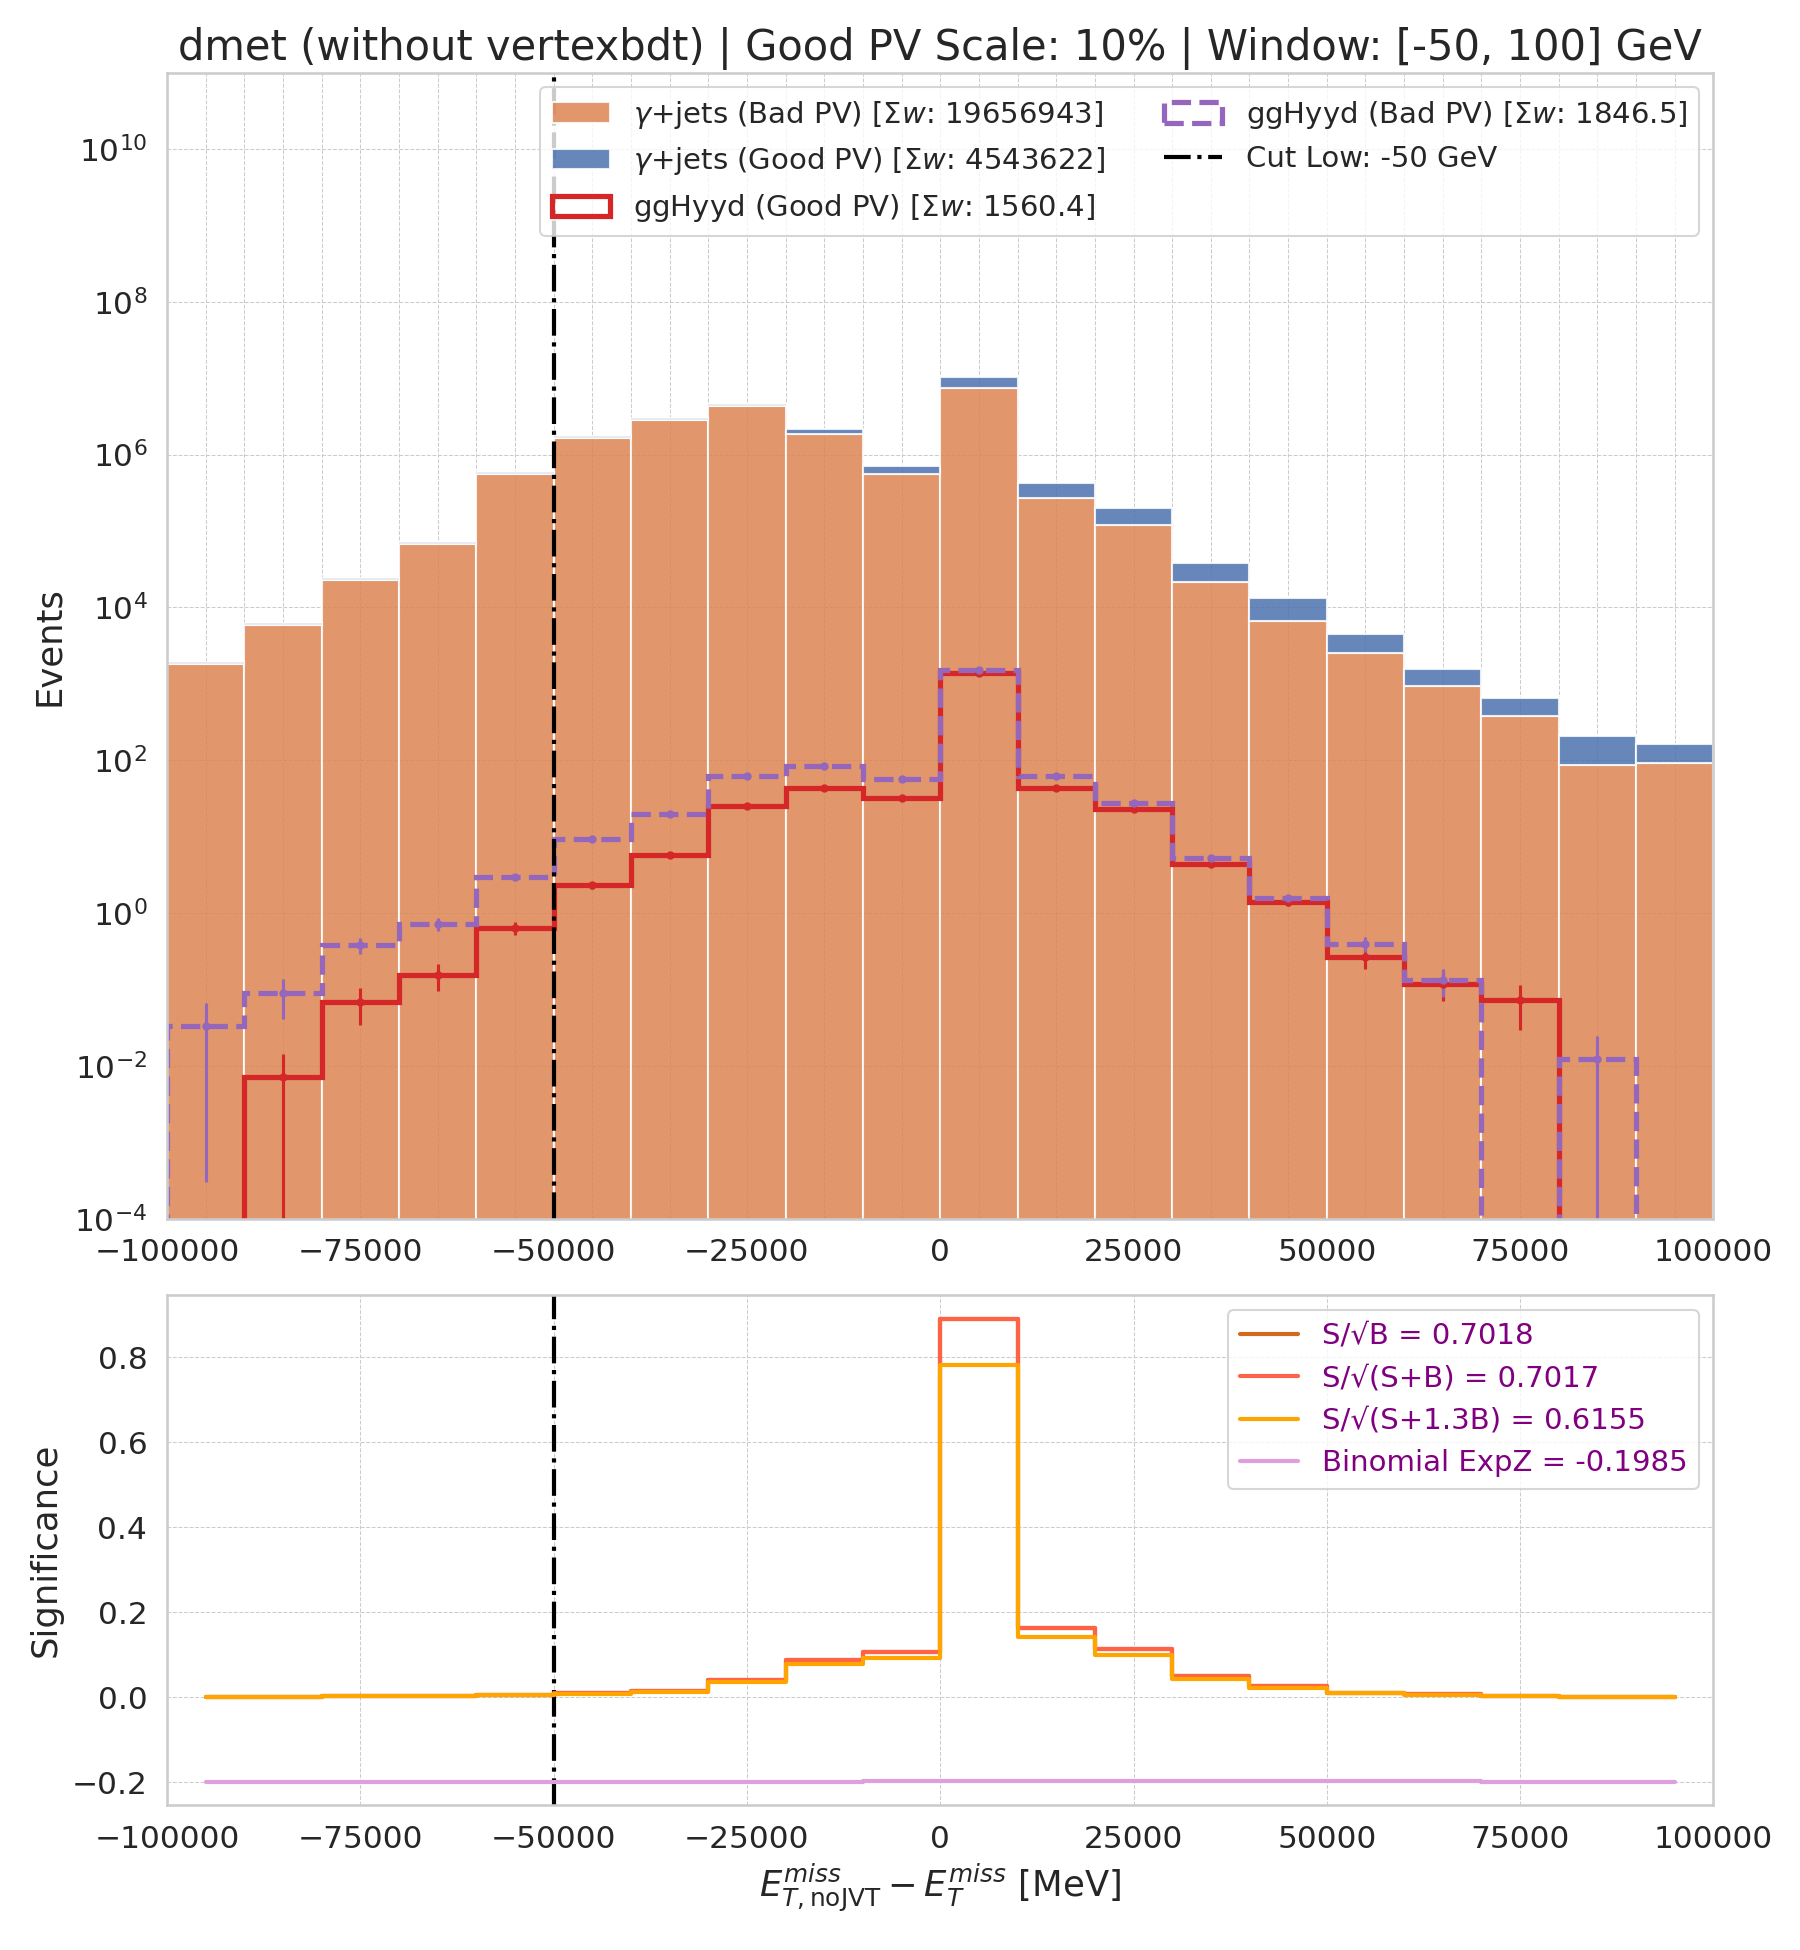 dmet (without vertexbdt) | Good PV Scale: 10% | Window: [-50, 100] GeV
γ+jets (Bad PV) [Σw: 19656943]
γ+jets (Good PV) [Σw: 4543622]
ggHyyd (Good PV) [Σw: 1560.4]
ggHyyd (Bad PV) [Σw: 1846.5]
Cut Low: -50 GeV
Events
10^10
10^8
10^6
10^4
10^2
10^0
10^−2
10^−4
−100000 −75000 −50000 −25000 0 25000 50000 75000 100000
S/√B = 0.7018
S/√(S+B) = 0.7017
S/√(S+1.3B) = 0.6155
Binomial ExpZ = -0.1985
Significance
0.8
0.6
0.4
0.2
0.0
−0.2
−100000 −75000 −50000 −25000 0 25000 50000 75000 100000
E_{T,noJVT}^{miss} − E_T^{miss} [MeV]